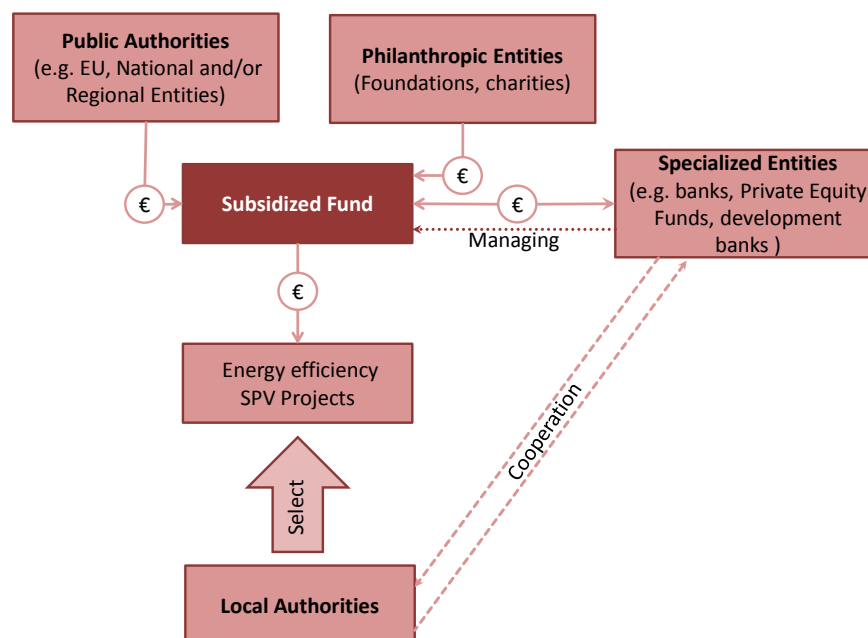 Public Authorities
(e.g. EU, National and/or
Regional Entities)
Philanthropic Entities
(Foundations, charities)
Specialized Entities
(e.g. banks, Private Equity
Funds, development
banks )
€
€
€
Subsidized Fund
Managing
€
Energy efficiency
SPV Projects
Cooperation
Select
Local Authorities